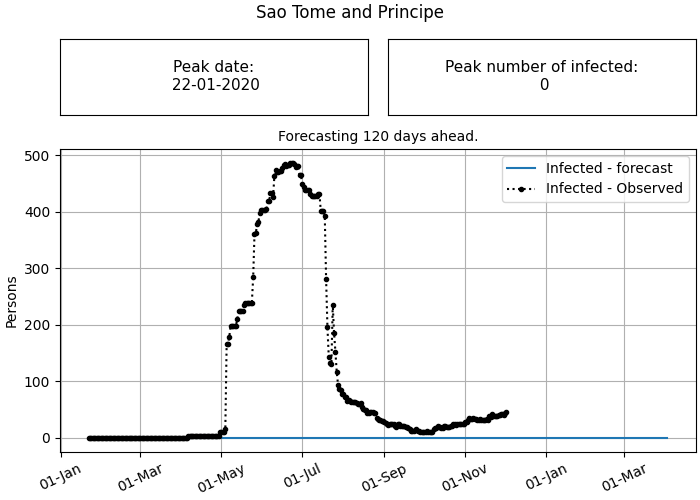 Sao Tome and Principe
Peak date:
22-01-2020
Peak number of infected:
0
Forecasting 120 days ahead.
Infected - forecast
Infected - Observed
Persons
500
400
300
200
100
0
01-Jan
01-Mar
01-May
01-Jul
01-Sep
01-Nov
01-Jan
01-Mar